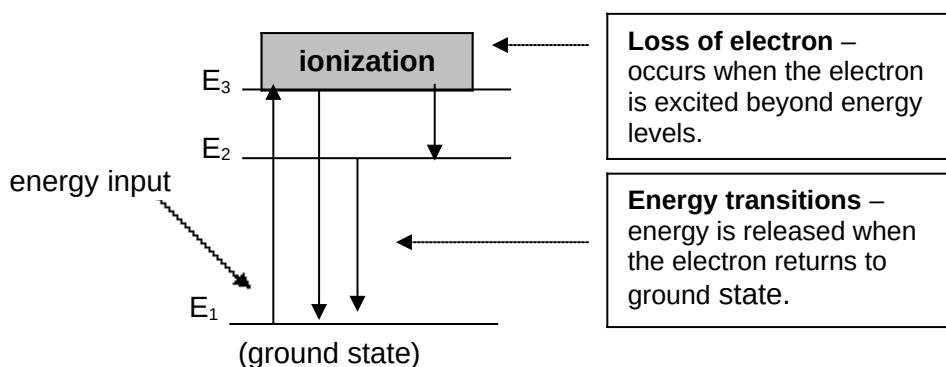 ionization
E₃
E₂
energy input
E₁
(ground state)
Loss of electron –
occurs when the electron
is excited beyond energy
levels.
Energy transitions –
energy is released when
the electron returns to
ground state.